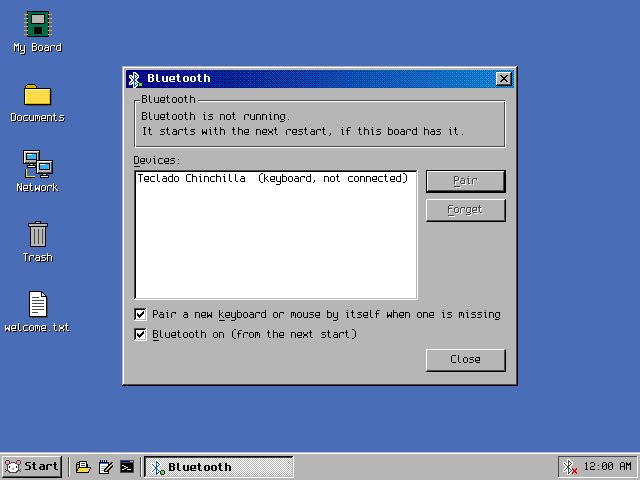 My Board
Documents
Network
Trash
welcome.txt
Bluetooth
Bluetooth
Bluetooth is not running.
It starts with the next restart, if this board has it.
Devices:
Teclado Chinchilla (keyboard, not connected)
Pair
Forget
Pair a new keyboard or mouse by itself when one is missing
Bluetooth on (from the next start)
Close
Start
Bluetooth
12:00 AM